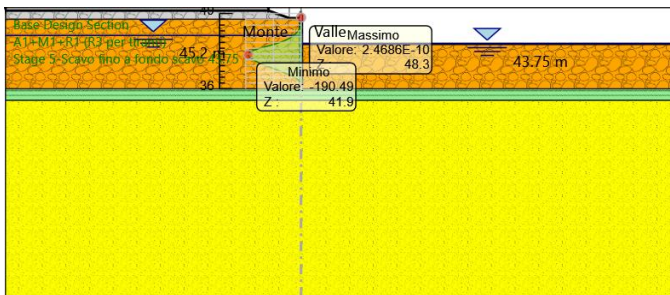 Base Design Section
Monte
Valle
Massimo
Valore: 2.4686E-10
Z
48.3
A1+M1+R1 (R3 per tiranti)
45.2 m
Stage 5-Scavo fino a fondo scavo 43.75
43.75 m
Minimo
Valore: -190.49
Z :
41.9
36